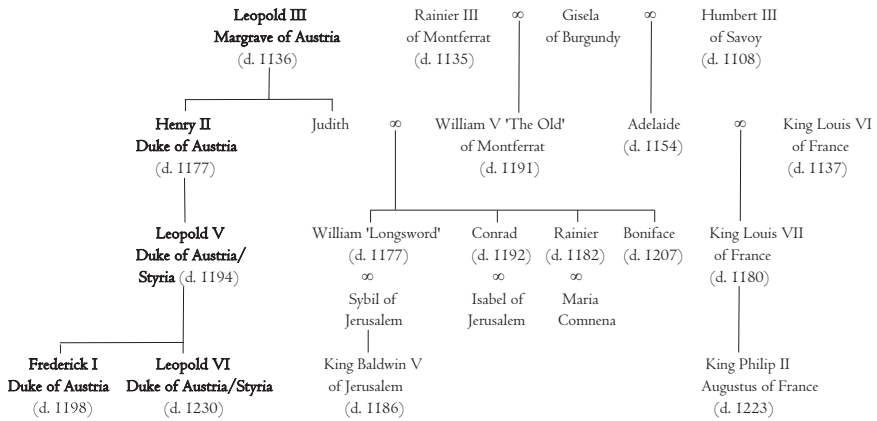 Leopold III
Margrave of Austria
(d. 1136)
Rainier III
of Montferrat
(d. 1135)
∞
Gisela
of Burgundy
∞
Humbert III
of Savoy
(d. 1108)
Henry II
Duke of Austria
(d. 1177)
Judith
∞
William V 'The Old'
of Montferrat
(d. 1191)
Adelaide
(d. 1154)
∞
King Louis VI
of France
(d. 1137)
Leopold V
Duke of Austria/
Styria (d. 1194)
William 'Longsword'
(d. 1177)
∞
Sybil of
Jerusalem
Conrad
(d. 1192)
∞
Isabel of
Jerusalem
Rainier
(d. 1182)
∞
Maria
Comnena
Boniface
(d. 1207)
King Louis VII
of France
(d. 1180)
Frederick I
Duke of Austria
(d. 1198)
Leopold VI
Duke of Austria/Styria
(d. 1230)
King Baldwin V
of Jerusalem
(d. 1186)
King Philip II
Augustus of France
(d. 1223)